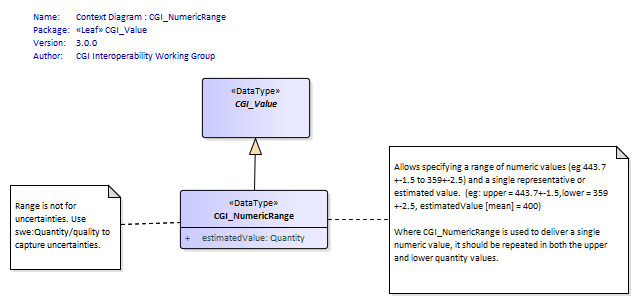 Name: Context Diagram : CGI_NumericRange
Package: «Leaf» CGI_Value
Version: 3.0.0
Author: CGI Interoperability Working Group
«DataType»
CGI_Value
Allows specifying a range of numeric values (eg 443.7
+-1.5 to 359+-2.5) and a single representative or
estimated value. (eg: upper = 443.7+-1.5,lower = 359
+-2.5, estimatedValue [mean] = 400)
Where CGI_NumericRange is used to deliver a single
numeric value, it should be repeated in both the upper
and lower quantity values.
Range is not for
uncertainties. Use
swe:Quantity/quality to
capture uncertainties.
«DataType»
CGI_NumericRange
+ estimatedValue: Quantity